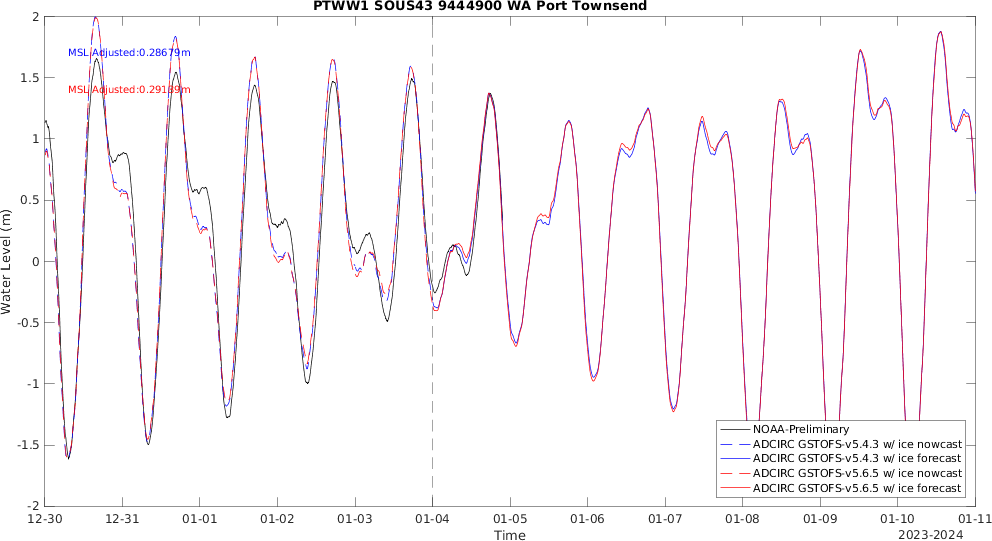 PTWW1 SOUS43 9444900 WA Port Townsend
2
MSL Adjusted:0.28679m
1.5
MSL Adjusted:0.29189m
1
0.5
0
-0.5
-1
-1.5
-2
Water Level (m)
NOAA-Preliminary
ADCIRC GSTOFS-v5.4.3 w/ ice nowcast
ADCIRC GSTOFS-v5.4.3 w/ ice forecast
ADCIRC GSTOFS-v5.6.5 w/ ice nowcast
ADCIRC GSTOFS-v5.6.5 w/ ice forecast
12-30 12-31 01-01 01-02 01-03 01-04 01-05 01-06 01-07 01-08 01-09 01-10 01-11
Time
2023-2024